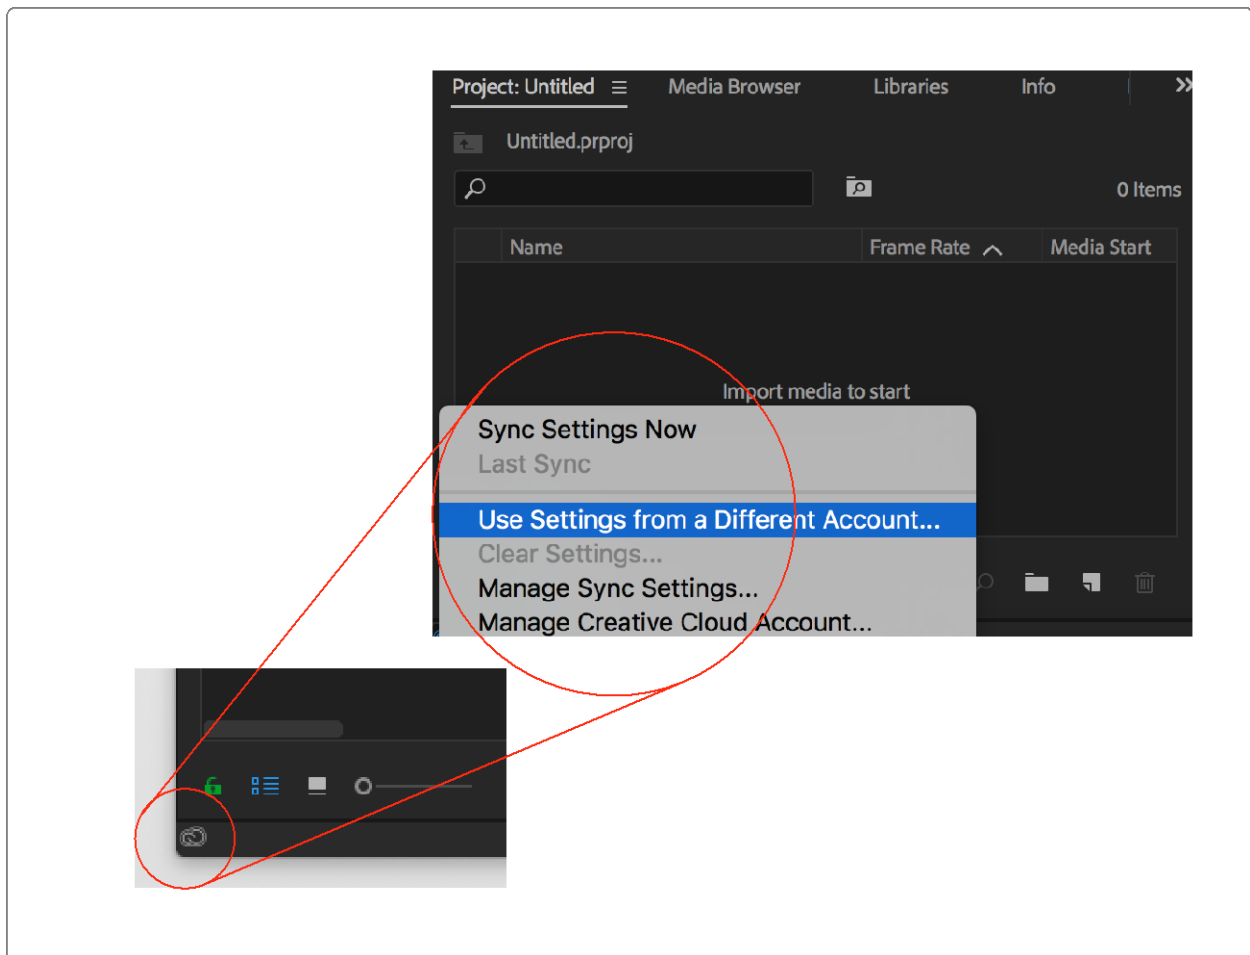 Project: Untitled Media Browser Libraries Info
Untitled.prproj
0 Items
Name Frame Rate Media Start
Import media to start
Sync Settings Now
Last Sync
Use Settings from a Different Account...
Clear Settings...
Manage Sync Settings...
Manage Creative Cloud Account...